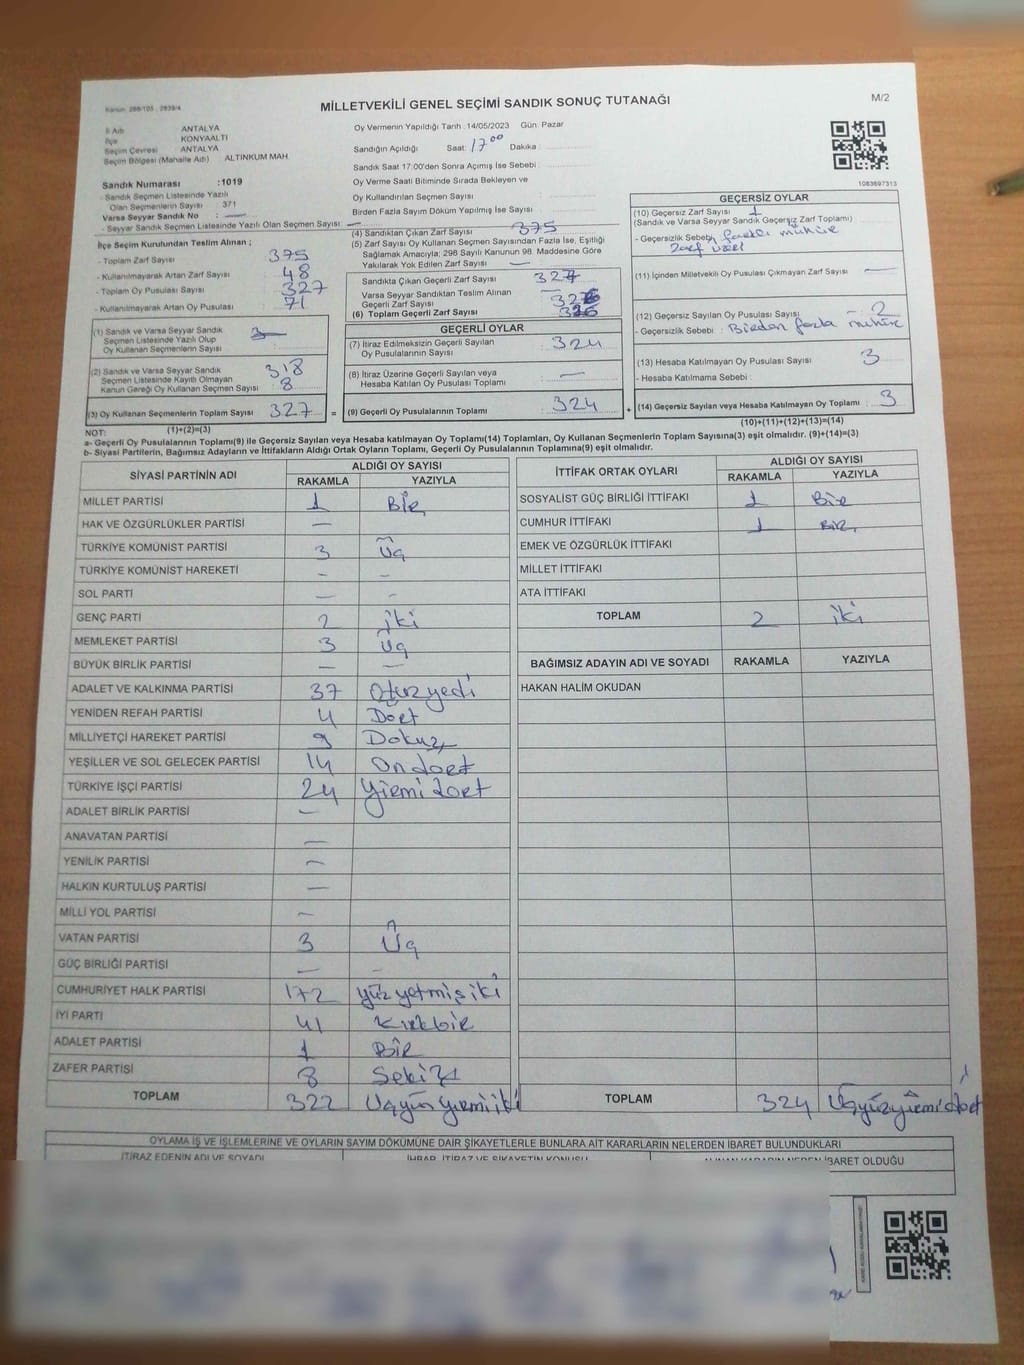 Kanun: 298/105 , 2839/4
MİLLETVEKİLİ GENEL SEÇİMİ SANDIK SONUÇ TUTANAĞI
M/2
İl Adı ANTALYA
İlçe KONYAALTI
Seçim Çevresi ANTALYA
Seçim Bölgesi (Mahalle Adı) ALTINKUM MAH.
Oy Vermenin Yapıldığı Tarih :14/05/2023 Gün: Pazar
Sandığın Açıldığı Saat: 17 00 Dakika :
Sandık Saat 17:00'den Sonra Açılmış İse Sebebi :
Oy Verme Saati Bitiminde Sırada Bekleyen ve
Oy Kullandırılan Seçmen Sayısı
Birden Fazla Sayım Döküm Yapılmış İse Sayısı
1083697313
Sandık Numarası :1019
- Sandık Seçmen Listesinde Yazılı
Olan Seçmenlerin Sayısı : 371
Varsa Seyyar Sandık No : —
- Seyyar Sandık Seçmen Listesinde Yazılı Olan Seçmen Sayısı: —
İlçe Seçim Kurulundan Teslim Alınan ;
- Toplam Zarf Sayısı 395
- Kullanılmayarak Artan Zarf Sayısı 48
- Toplam Oy Pusulası Sayısı 327
- Kullanılmayarak Artan Oy Pusulası 71
(1) Sandık ve Varsa Seyyar Sandık
Seçmen Listesinde Yazılı Olup
Oy Kullanan Seçmenlerin Sayısı
(2) Sandık ve Varsa Seyyar Sandık 318
Seçmen Listesinde Kayıtlı Olmayan
Kanun Gereği Oy Kullanan Seçmen Sayısı 8
(3) Oy Kullanan Seçmenlerin Toplam Sayısı 327
(1)+(2)=(3)
(4) Sandıktan Çıkan Zarf Sayısı 375
(5) Zarf Sayısı Oy Kullanan Seçmen Sayısından Fazla İse, Eşitliği
Sağlamak Amacıyla; 298 Sayılı Kanunun 98. Maddesine Göre
Yakılarak Yok Edilen Zarf Sayısı —
Sandıkta Çıkan Geçerli Zarf Sayısı 327
Varsa Seyyar Sandıktan Teslim Alınan —
Geçerli Zarf Sayısı 326
(6) Toplam Geçerli Zarf Sayısı 326
GEÇERLİ OYLAR
(7) İtiraz Edilmeksizin Geçerli Sayılan
Oy Pusulalarının Sayısı : 324
(8) İtiraz Üzerine Geçerli Sayılan veya
Hesaba Katılan Oy Pusulası Toplamı : —
= (9) Geçerli Oy Pusulalarının Toplamı : 324 +
GEÇERSİZ OYLAR
(10) Geçersiz Zarf Sayısı 1
(Sandık ve Varsa Seyyar Sandık Geçersiz Zarf Toplamı)
- Geçersizlik Sebebi: farklı mühür
zarf üzeri
(11) İçinden Milletvekili Oy Pusulası Çıkmayan Zarf Sayısı —
(12) Geçersiz Sayılan Oy Pusulası Sayısı 2
- Geçersizlik Sebebi : Birden fazla mühür
(13) Hesaba Katılmayan Oy Pusulası Sayısı 3
- Hesaba Katılmama Sebebi :
(14) Geçersiz Sayılan veya Hesaba Katılmayan Oy Toplamı 3
(10)+(11)+(12)+(13)=(14)
NOT:
a- Geçerli Oy Pusulalarının Toplamı(9) ile Geçersiz Sayılan veya Hesaba katılmayan Oy Toplamı(14) Toplamları, Oy Kullanan Seçmenlerin Toplam Sayısına(3) eşit olmalıdır. (9)+(14)=(3)
b- Siyasi Partilerin, Bağımsız Adayların ve İttifakların Aldığı Ortak Oyların Toplamı, Geçerli Oy Pusulalarının Toplamına(9) eşit olmalıdır.
SİYASİ PARTİNİN ADI
ALDIĞI OY SAYISI
RAKAMLA YAZIYLA
MİLLET PARTİSİ 1 Bir
HAK VE ÖZGÜRLÜKLER PARTİSİ —
TÜRKİYE KOMÜNİST PARTİSİ 3 Üç
TÜRKİYE KOMÜNİST HAREKETİ — —
SOL PARTİ — —
GENÇ PARTİ 2 iki
MEMLEKET PARTİSİ 3 Üç
BÜYÜK BİRLİK PARTİSİ — —
ADALET VE KALKINMA PARTİSİ 37 Otuzyedi
YENİDEN REFAH PARTİSİ 4 Dört
MİLLİYETÇİ HAREKET PARTİSİ 9 Dokuz
YEŞİLLER VE SOL GELECEK PARTİSİ 14 Ondört
TÜRKİYE İŞÇİ PARTİSİ 24 Yirmidört
ADALET BİRLİK PARTİSİ —
ANAVATAN PARTİSİ —
YENİLİK PARTİSİ —
HALKIN KURTULUŞ PARTİSİ —
MİLLİ YOL PARTİSİ —
VATAN PARTİSİ 3 Üç
GÜÇ BİRLİĞİ PARTİSİ — —
CUMHURİYET HALK PARTİSİ 172 yüzyetmişiki
İYİ PARTİ 41 Kırkbir
ADALET PARTİSİ 1 Bir
ZAFER PARTİSİ 8 Sekiz
TOPLAM 322 Üçyüzyirmiiki
İTTİFAK ORTAK OYLARI
ALDIĞI OY SAYISI
RAKAMLA YAZIYLA
SOSYALİST GÜÇ BİRLİĞİ İTTİFAKI 1 Bir
CUMHUR İTTİFAKI 1 Bir
EMEK VE ÖZGÜRLÜK İTTİFAKI
MİLLET İTTİFAKI
ATA İTTİFAKI
TOPLAM 2 iki
BAĞIMSIZ ADAYIN ADI VE SOYADI RAKAMLA YAZIYLA
HAKAN HALİM OKUDAN
TOPLAM 324 Üçyüzyirmidört
OYLAMA İŞ VE İŞLEMLERİNE VE OYLARIN SAYIM DÖKÜMÜNE DAİR ŞİKAYETLERLE BUNLARA AİT KARARLARIN NELERDEN İBARET BULUNDUKLARI
İTİRAZ EDENİN ADI VE SOYADI İHBAR, İTİRAZ VE ŞİKAYETİN KONUSU ALINAN KARARIN NEDEN İBARET OLDUĞU